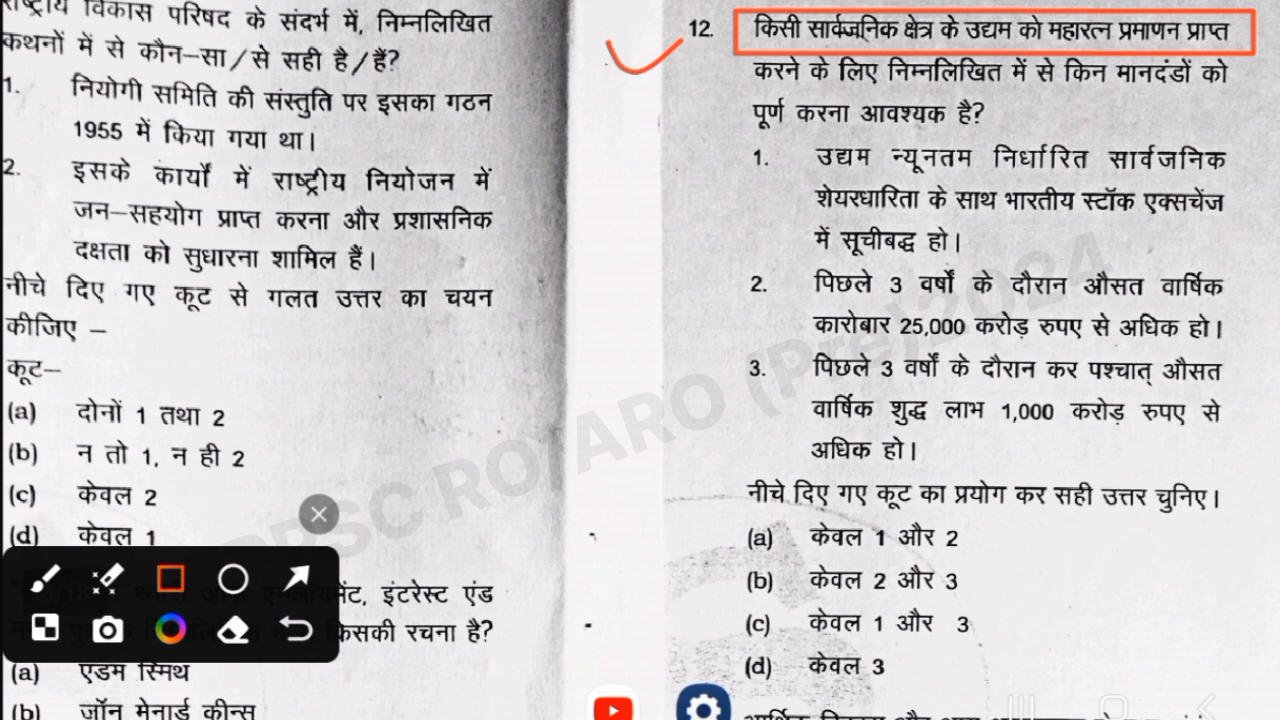 राष्ट्रीय विकास परिषद के संदर्भ में, निम्नलिखित
कथनों में से कौन–सा/से सही है/हैं?
1. नियोगी समिति की संस्तुति पर इसका गठन
1955 में किया गया था।
2. इसके कार्यों में राष्ट्रीय नियोजन में
जन–सहयोग प्राप्त करना और प्रशासनिक
दक्षता को सुधारना शामिल हैं।
नीचे दिए गए कूट से गलत उत्तर का चयन
कीजिए –
कूट–
(a) दोनों 1 तथा 2
(b) न तो 1, न ही 2
(c) केवल 2
(d) केवल 1
एम्प्लॉयमेंट, इंटरेस्ट एंड
किसकी रचना है?
(a) एडम स्मिथ
(b) जॉन मेनार्ड कीन्स
12. किसी सार्वजनिक क्षेत्र के उद्यम को महारत्न प्रमाणन प्राप्त
करने के लिए निम्नलिखित में से किन मानदंडों को
पूर्ण करना आवश्यक है?
1. उद्यम न्यूनतम निर्धारित सार्वजनिक
शेयरधारिता के साथ भारतीय स्टॉक एक्सचेंज
में सूचीबद्ध हो।
2. पिछले 3 वर्षों के दौरान औसत वार्षिक
कारोबार 25,000 करोड़ रुपए से अधिक हो।
3. पिछले 3 वर्षों के दौरान कर पश्चात् औसत
वार्षिक शुद्ध लाभ 1,000 करोड़ रुपए से
अधिक हो।
नीचे दिए गए कूट का प्रयोग कर सही उत्तर चुनिए।
(a) केवल 1 और 2
(b) केवल 2 और 3
(c) केवल 1 और 3
(d) केवल 3
PSC RO/ARO (Pre)2024